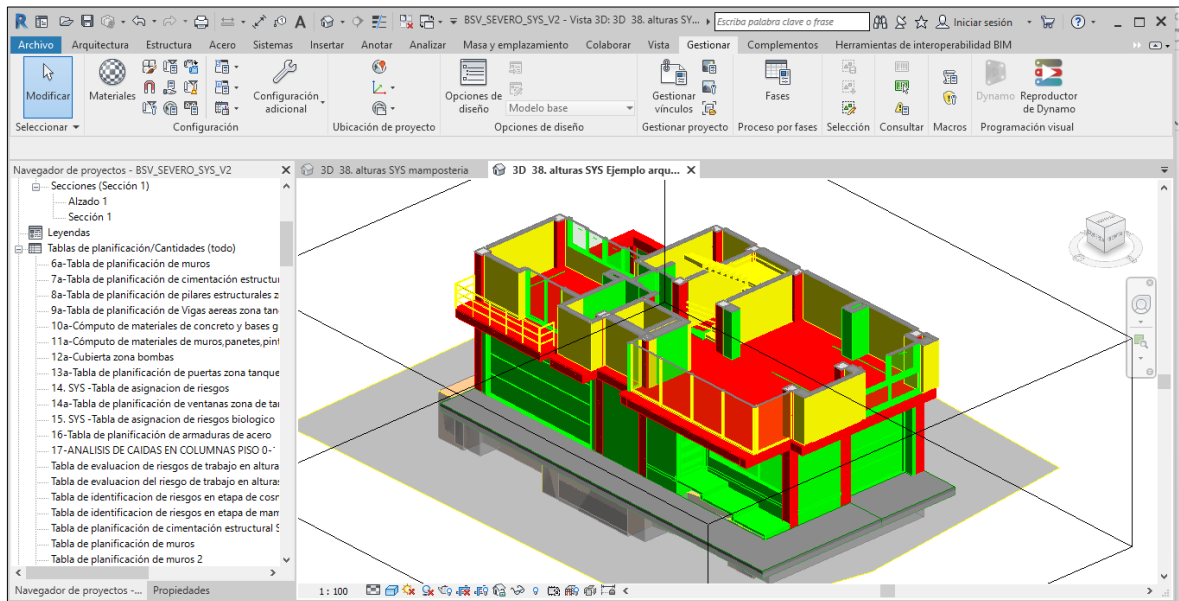 BSV_SEVERO_SYS_V2 - Vista 3D: 3D 38. alturas SY...
Escriba palabra clave o frase
Iniciar sesión
Archivo Arquitectura Estructura Acero Sistemas Insertar Anotar Analizar Masa y emplazamiento Colaborar Vista Gestionar Complementos Herramientas de interoperabilidad BIM
Modificar
Materiales
Configuración adicional
Opciones de diseño
Modelo base
Gestionar vínculos
Fases
Dynamo
Reproductor de Dynamo
Seleccionar
Configuración
Ubicación de proyecto
Opciones de diseño
Gestionar proyecto
Proceso por fases
Selección
Consultar
Macros
Programación visual
Navegador de proyectos - BSV_SEVERO_SYS_V2
3D 38. alturas SYS mamposteria
3D 38. alturas SYS Ejemplo arqu...
Secciones (Sección 1)
Alzado 1
Sección 1
Leyendas
Tablas de planificación/Cantidades (todo)
6a-Tabla de planificación de muros
7a-Tabla de planificación de cimentación estructu
8a-Tabla de planificación de pilares estructurales z
9a-Tabla de planificación de Vigas aereas zona tan
10a-Cómputo de materiales de concreto y bases g
11a-Cómputo de materiales de muros,panetes,pint
12a-Cubierta zona bombas
13a-Tabla de planificación de puertas zona tanque
14. SYS -Tabla de asignacion de riesgos
14a-Tabla de planificación de ventanas zona de ta
15. SYS -Tabla de asignacion de riesgos biologico
16-Tabla de planificación de armaduras de acero
17-ANALISIS DE CAIDAS EN COLUMNAS PISO 0-
Tabla de evaluacion de riesgos de trabajo en altura
Tabla de evaluacion del riesgo de trabajo en alturas
Tabla de identificacion de riesgos en etapa de cosr
Tabla de identificacion de riesgos en etapa de mar
Tabla de planificación de cimentación estructural S
Tabla de planificación de muros
Tabla de planificación de muros 2
Navegador de proyectos -... Propiedades
1 : 100